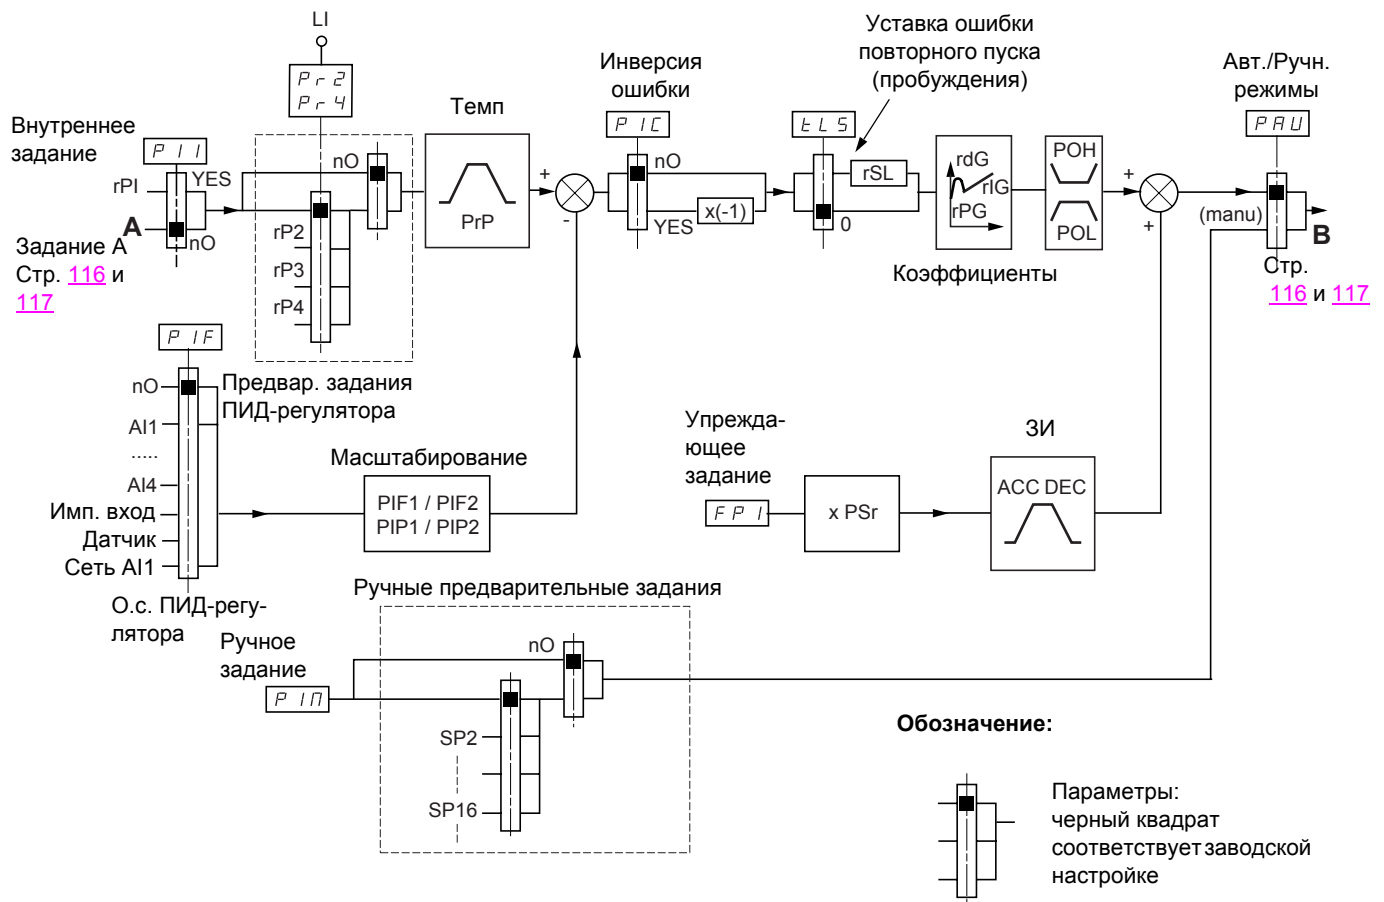 LI
Pr2
Pr4
Внутреннее
задание
PII
rPI
YES
A
nO
Задание A
Стр. 116 и
117
nO
rP2
rP3
rP4
Предвар. задания
ПИД-регулятора
Темп
PrP
+
-
Инверсия
ошибки
PIC
nO
YES
x(-1)
Уставка ошибки
повторного пуска
(пробуждения)
tLS
rSL
0
rdG
rIG
rPG
Коэффициенты
POH
POL
+
+
Авт./Ручн.
режимы
PAU
(manu)
B
Стр.
116 и 117
PIF
nO
AI1
.....
AI4
Имп. вход
Датчик
Сеть AI1
О.с. ПИД-регу-
лятора
Масштабирование
PIF1 / PIF2
PIP1 / PIP2
Упрежда-
ющее
задание
FPI
x PSr
ЗИ
ACC DEC
Ручные предварительные задания
Ручное
задание
PIM
nO
SP2
SP16
Обозначение:
Параметры:
черный квадрат
соответствует заводской
настройке